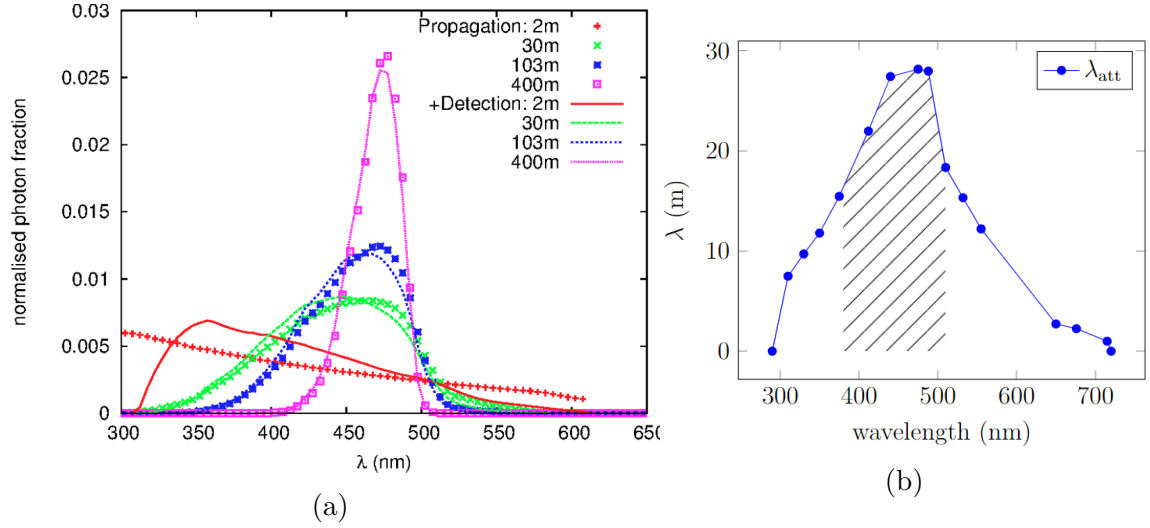 0.03
0.025
0.02
0.015
0.01
0.005
0
normalised photon fraction
Propagation: 2m
30m
103m
400m
+Detection: 2m
30m
103m
400m
300 350 400 450 500 550 600 650
λ (nm)
(a)
30
20
10
0
λ (m)
λatt
300 400 500 600 700
wavelength (nm)
(b)